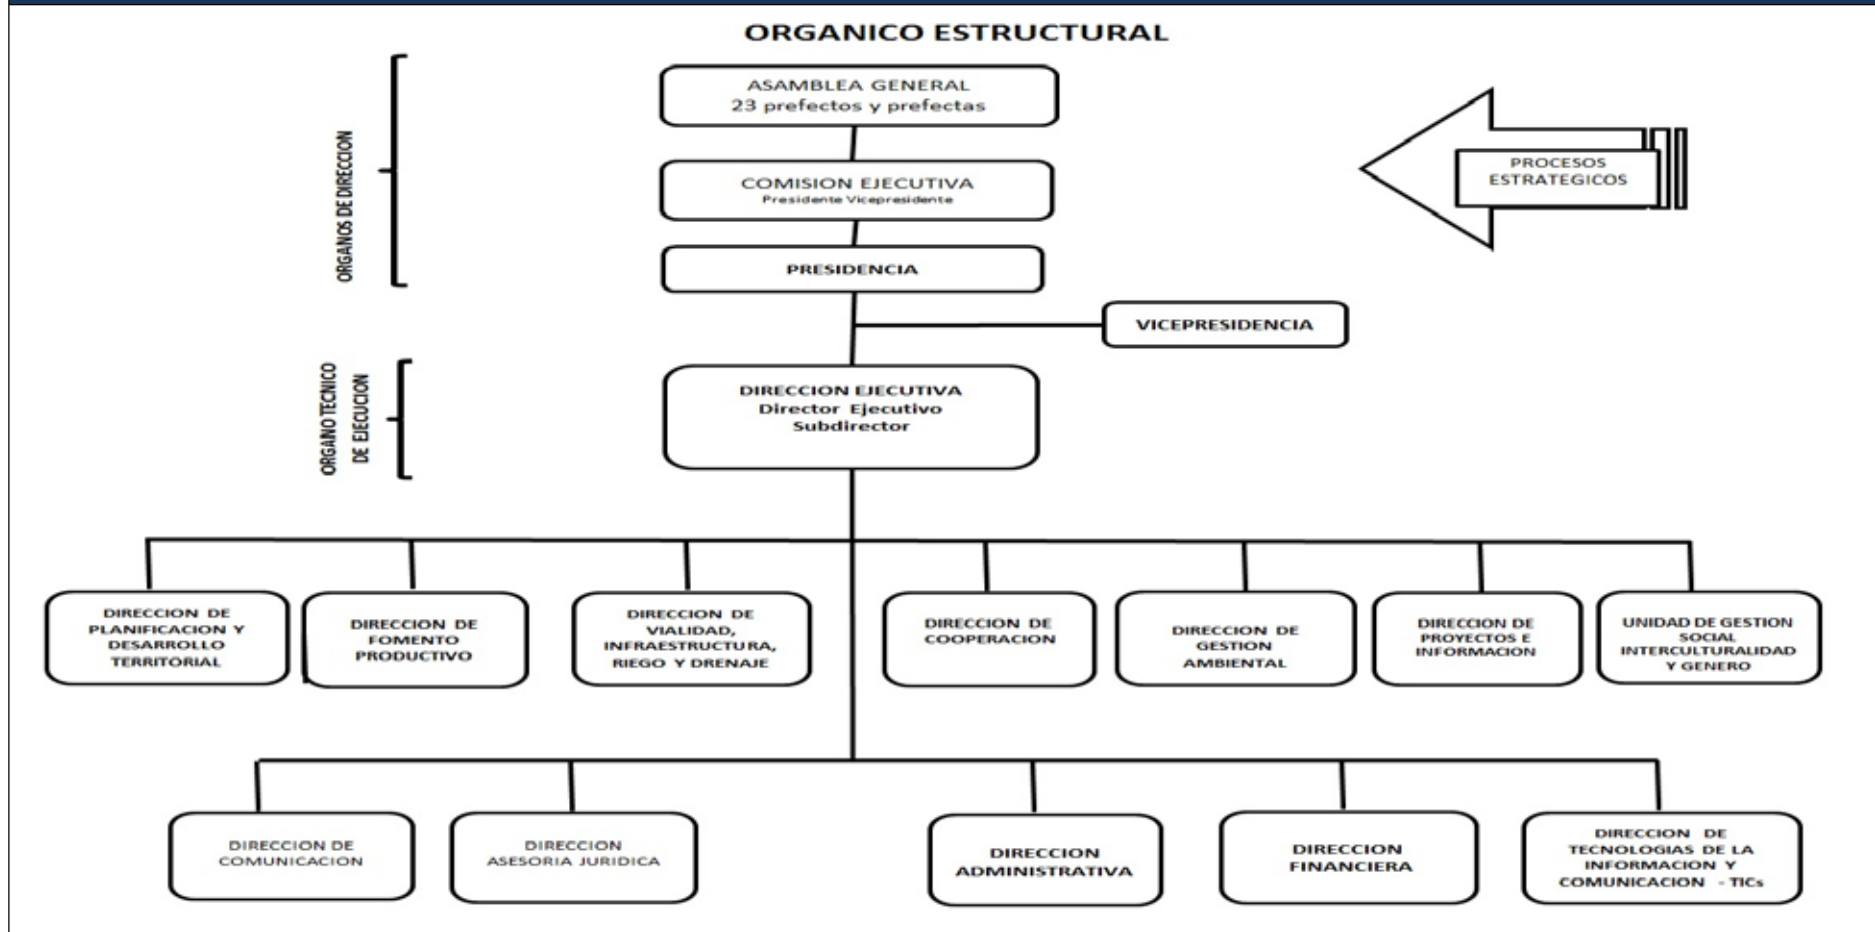 ORGANICO ESTRUCTURAL
ASAMBLEA GENERAL
23 prefectos y prefectas
ORGANOS DE DIRECCION
PROCESOS
ESTRATEGICOS
COMISION EJECUTIVA
Presidente Vicepresidente
PRESIDENCIA
VICEPRESIDENCIA
ORGANO TECNICO
DE EJECUCION
DIRECCION EJECUTIVA
Director Ejecutivo
Subdirector
DIRECCION DE
PLANIFICACION Y
DESARROLLO
TERRITORIAL
DIRECCION DE
FOMENTO
PRODUCTIVO
DIRECCION DE
VIALIDAD,
INFRAESTRUCTURA,
RIEGO Y DRENAJE
DIRECCION DE
COOPERACION
DIRECCION DE
GESTION
AMBIENTAL
DIRECCION DE
PROYECTOS E
INFORMACION
UNIDAD DE GESTION
SOCIAL
INTERCULTURALIDAD
Y GENERO
DIRECCION DE
COMUNICACION
DIRECCION
ASESORIA JURIDICA
DIRECCION
ADMINISTRATIVA
DIRECCION
FINANCIERA
DIRECCION DE
TECNOLOGIAS DE LA
INFORMACION Y
COMUNICACION - TICs